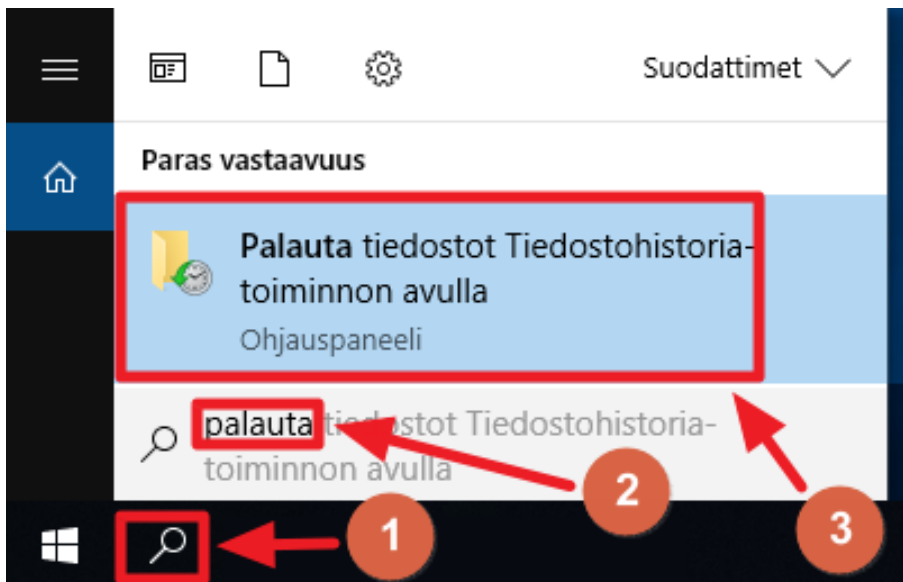 Suodattimet
Paras vastaavuus
Palauta tiedostot Tiedostohistoria-
toiminnon avulla
Ohjauspaneeli
palauta tiedostot Tiedostohistoria-
toiminnon avulla
2
1
3